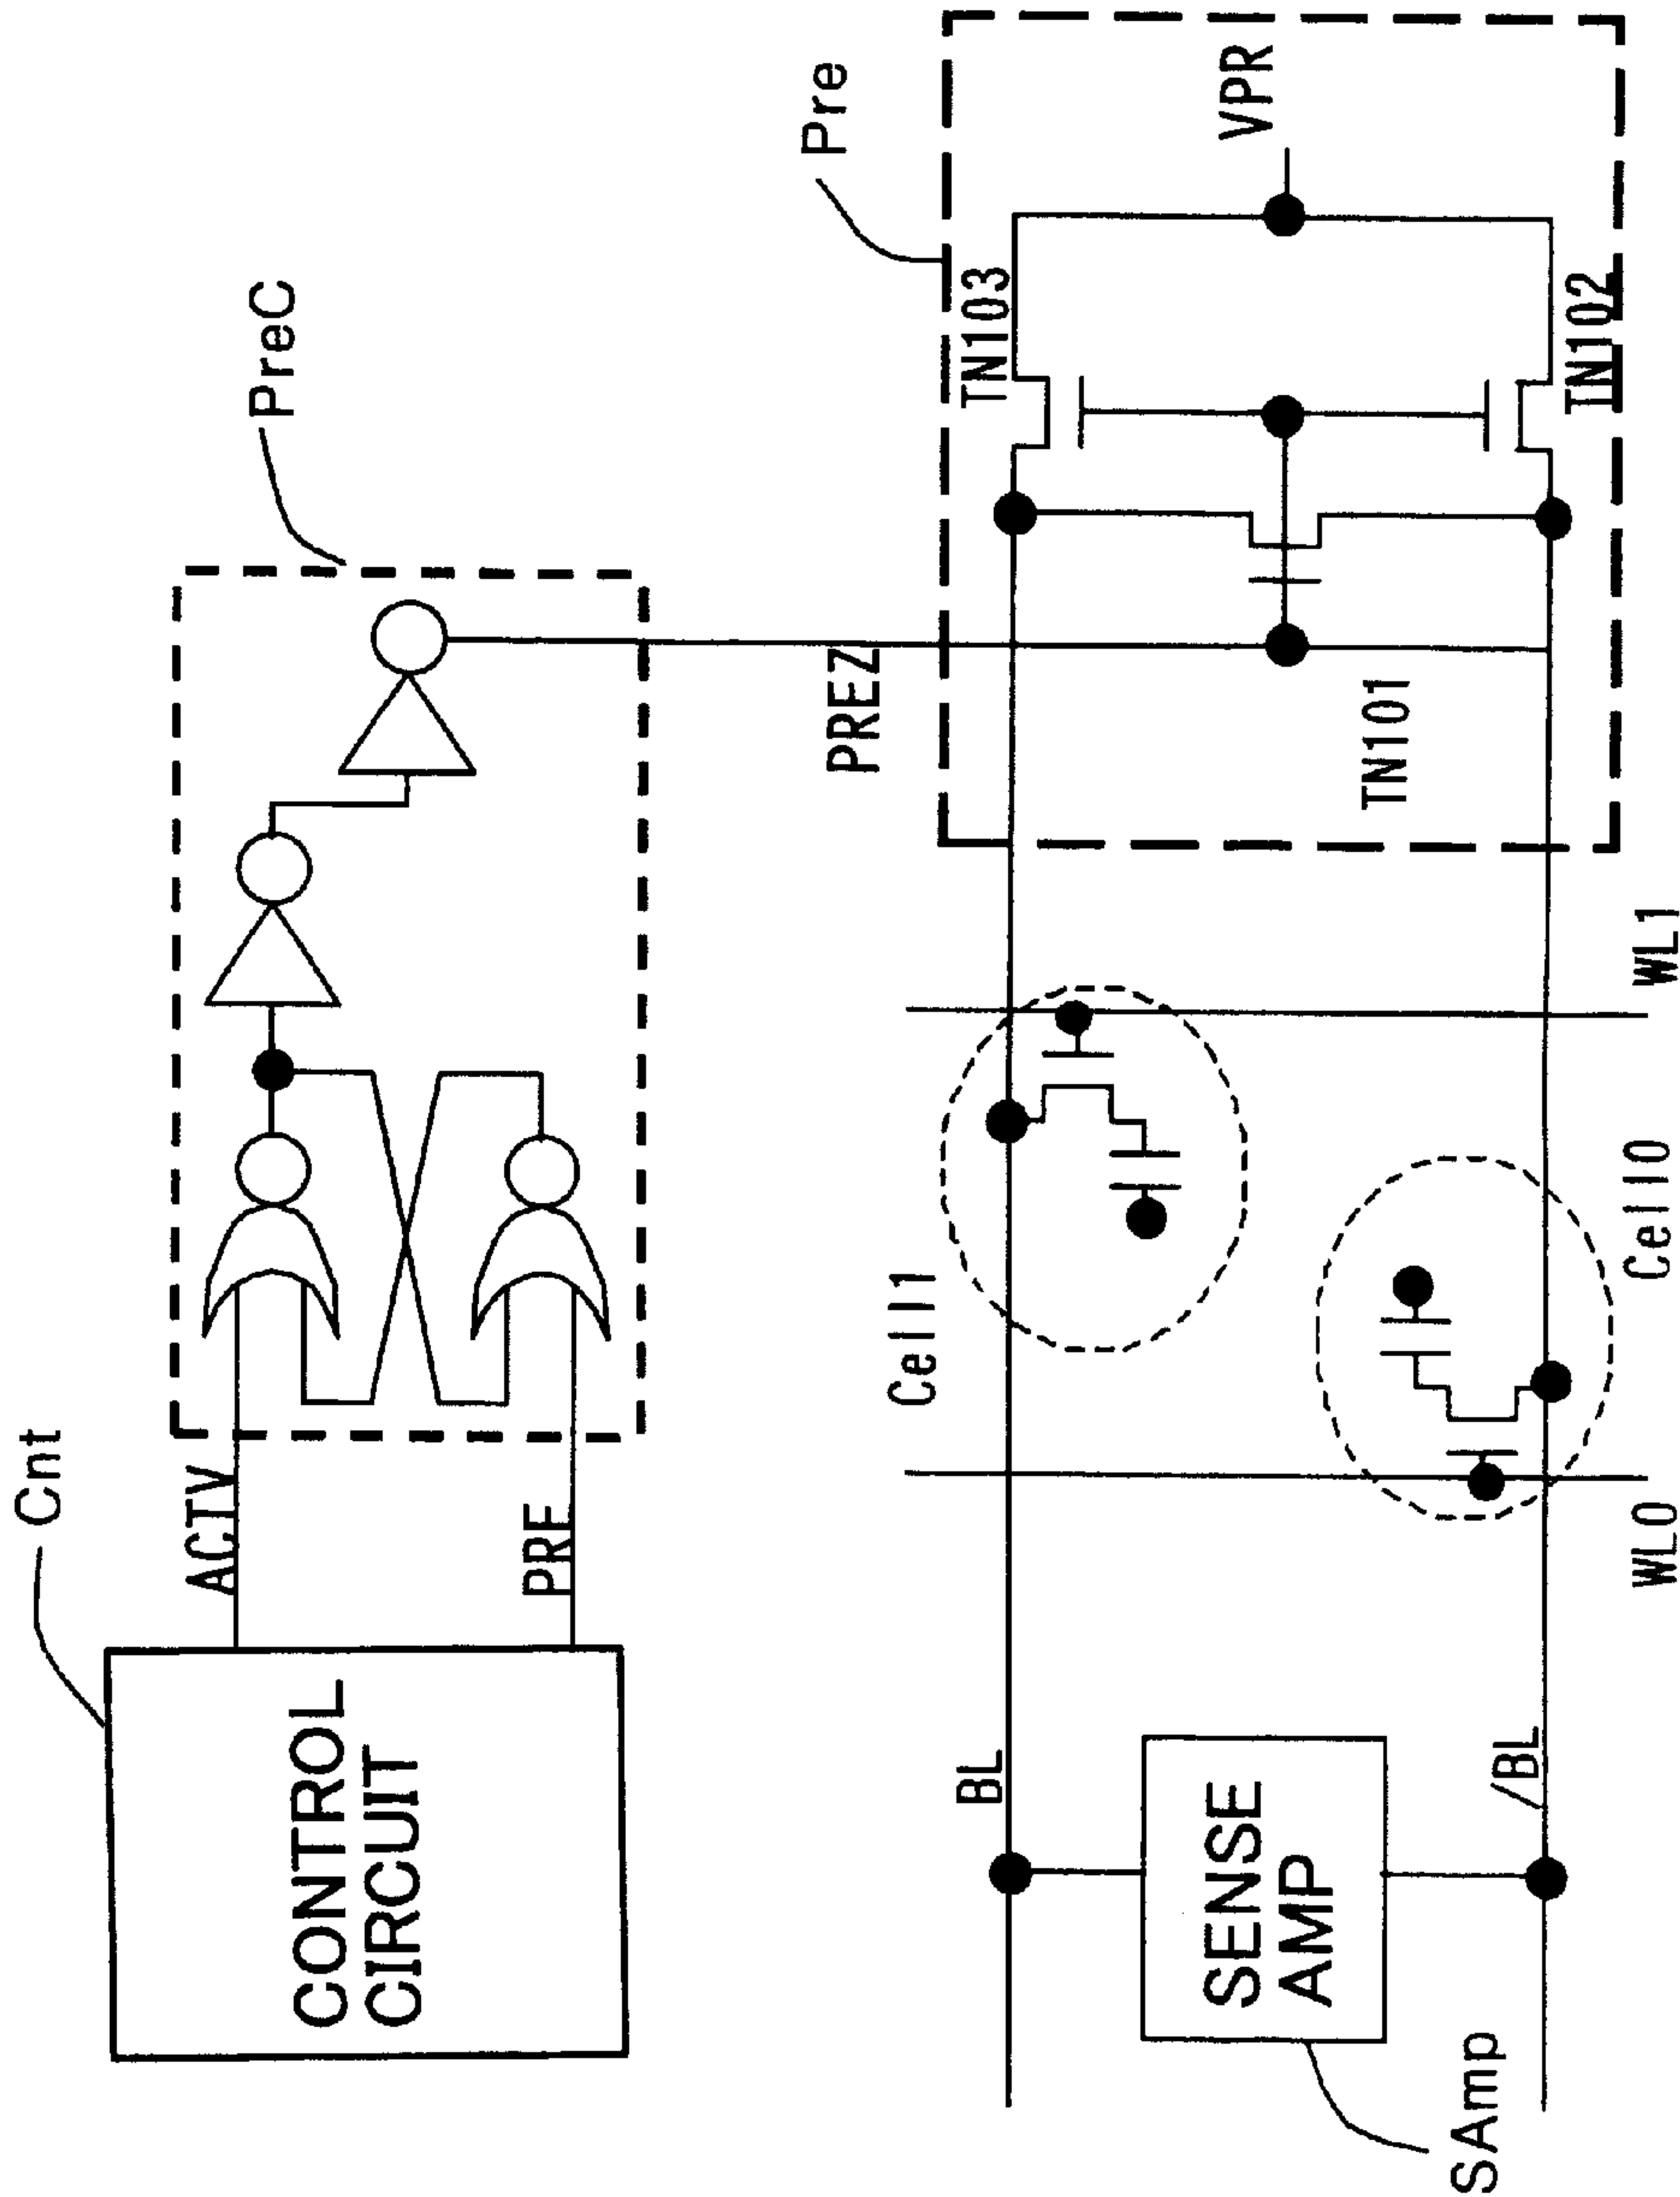 Cnt
CONTROL
CIRCUIT
ACTV
PRE
PreC
PREZ
Pre
TN103
VPR
TN101
TN102
BL
Cell1
WL1
SENSE
AMP
/BL
WL0
Cell0
SAmp